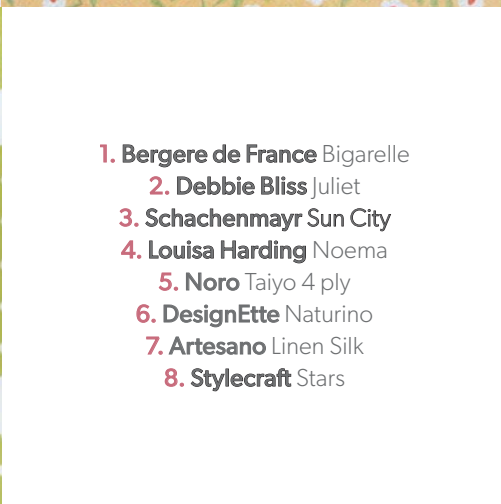 1. Bergere de France Bigarelle
2. Debbie Bliss Juliet
3. Schachenmayr Sun City
4. Louisa Harding Noema
5. Noro Taiyo 4 ply
6. DesignEtte Naturino
7. Artesano Linen Silk
8. Stylecraft Stars